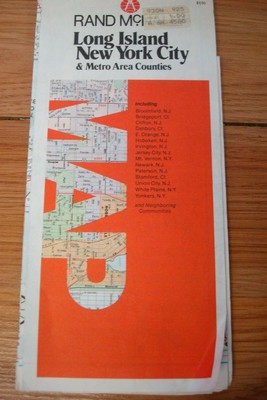 RAND McN
Long Island
New York City
& Metro Area Counties
MAP
Including
Bloomfield, N.J.
Bridgeport, Ct.
Clifton, N.J.
Danbury, Ct.
E. Orange, N.J.
Hoboken, N.J.
Irvington, N.J.
Jersey City, N.J.
Mt. Vernon, N.Y.
Newark, N.J.
Paterson, N.J.
Stamford, Ct.
Union City, N.J.
White Plains, N.Y.
Yonkers, N.Y.
and Neighboring
Communities